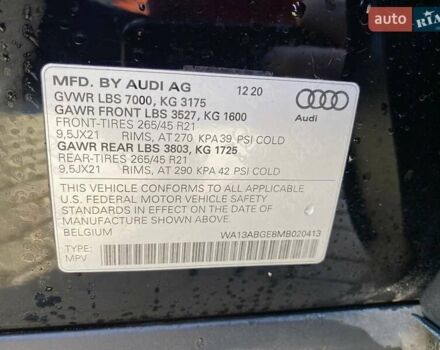 auto RIA
MFD. BY AUDI AG 12 20
GVWR LBS 7000, KG 3175
GAWR FRONT LBS 3527, KG 1600
FRONT-TIRES 265/45 R21
9,5JX21 RIMS, AT 270 KPA 39 PSI COLD
GAWR REAR LBS 3803, KG 1725
REAR-TIRES 265/45 R21
9,5JX21 RIMS, AT 290 KPA 42 PSI COLD
THIS VEHICLE CONFORMS TO ALL APPLICABLE
U.S. FEDERAL MOTOR VEHICLE SAFETY
STANDARDS IN EFFECT ON THE DATE OF
MANUFACTURE SHOWN ABOVE.
BELGIUM WA13ABGE8MB020413
TYPE:
MPV